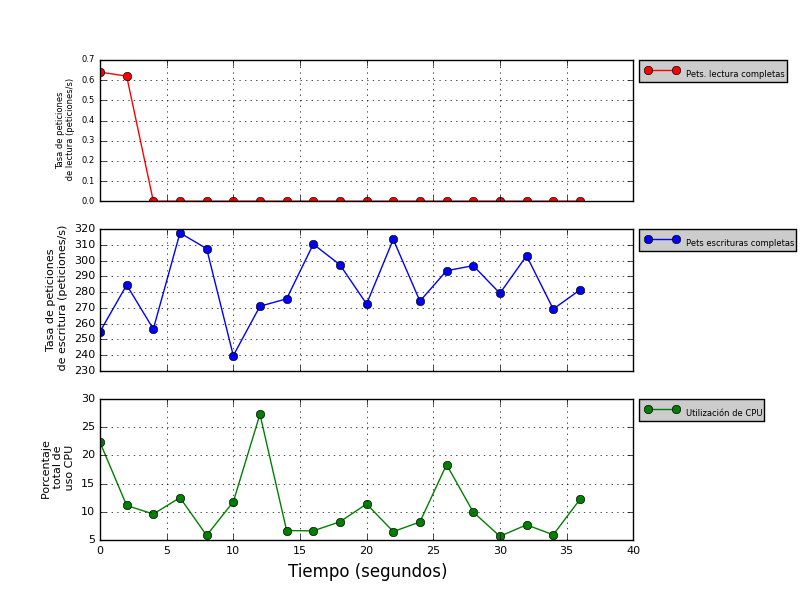 0.7
0.6
0.5
0.4
0.3
0.2
0.1
0.0
Tasa de peticiones
de lectura (peticiones/s)
Pets. lectura completas
320
310
300
290
280
270
260
250
240
230
Tasa de peticiones
de escritura (peticiones/s)
Pets escrituras completas
30
25
20
15
10
5
Porcentaje
total de
uso CPU
Utilización de CPU
0 5 10 15 20 25 30 35 40
Tiempo (segundos)